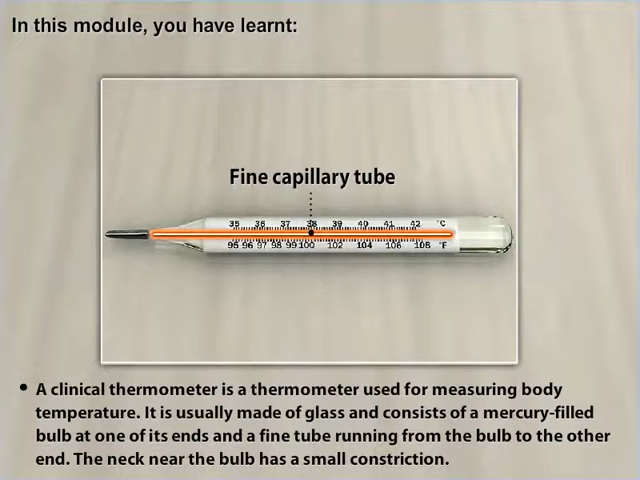 In this module, you have learnt:
Fine capillary tube
35 36 37 38 39 40 41 42 °C
95 96 97 98 99 100 102 104 106 108 °F
• A clinical thermometer is a thermometer used for measuring body
temperature. It is usually made of glass and consists of a mercury-filled
bulb at one of its ends and a fine tube running from the bulb to the other
end. The neck near the bulb has a small constriction.